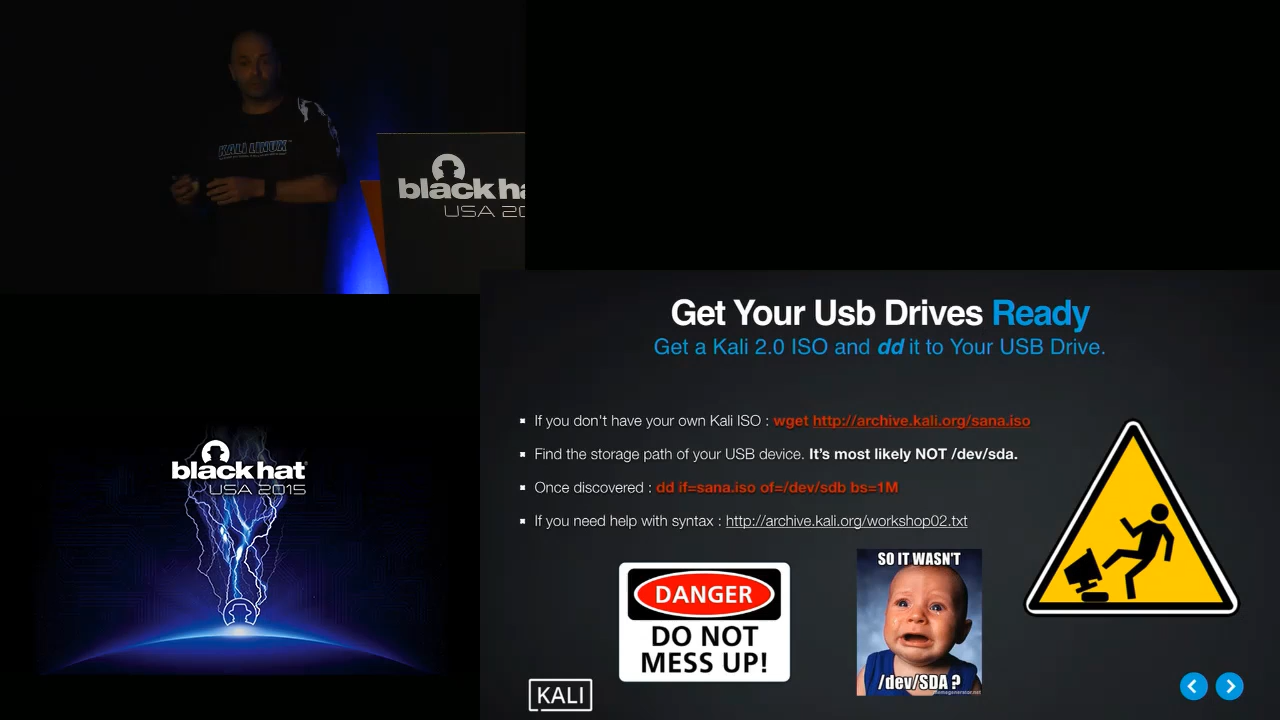 KALI LINUX
black ha
USA 20
black hat
USA 2015
Get Your Usb Drives Ready
Get a Kali 2.0 ISO and dd it to Your USB Drive.
If you don't have your own Kali ISO : wget http://archive.kali.org/sana.iso
Find the storage path of your USB device. It's most likely NOT /dev/sda.
Once discovered : dd if=sana.iso of=/dev/sdb bs=1M
If you need help with syntax : http://archive.kali.org/workshop02.txt
DANGER
DO NOT
MESS UP!
SO IT WASN'T
/dev/SDA ?
KALI